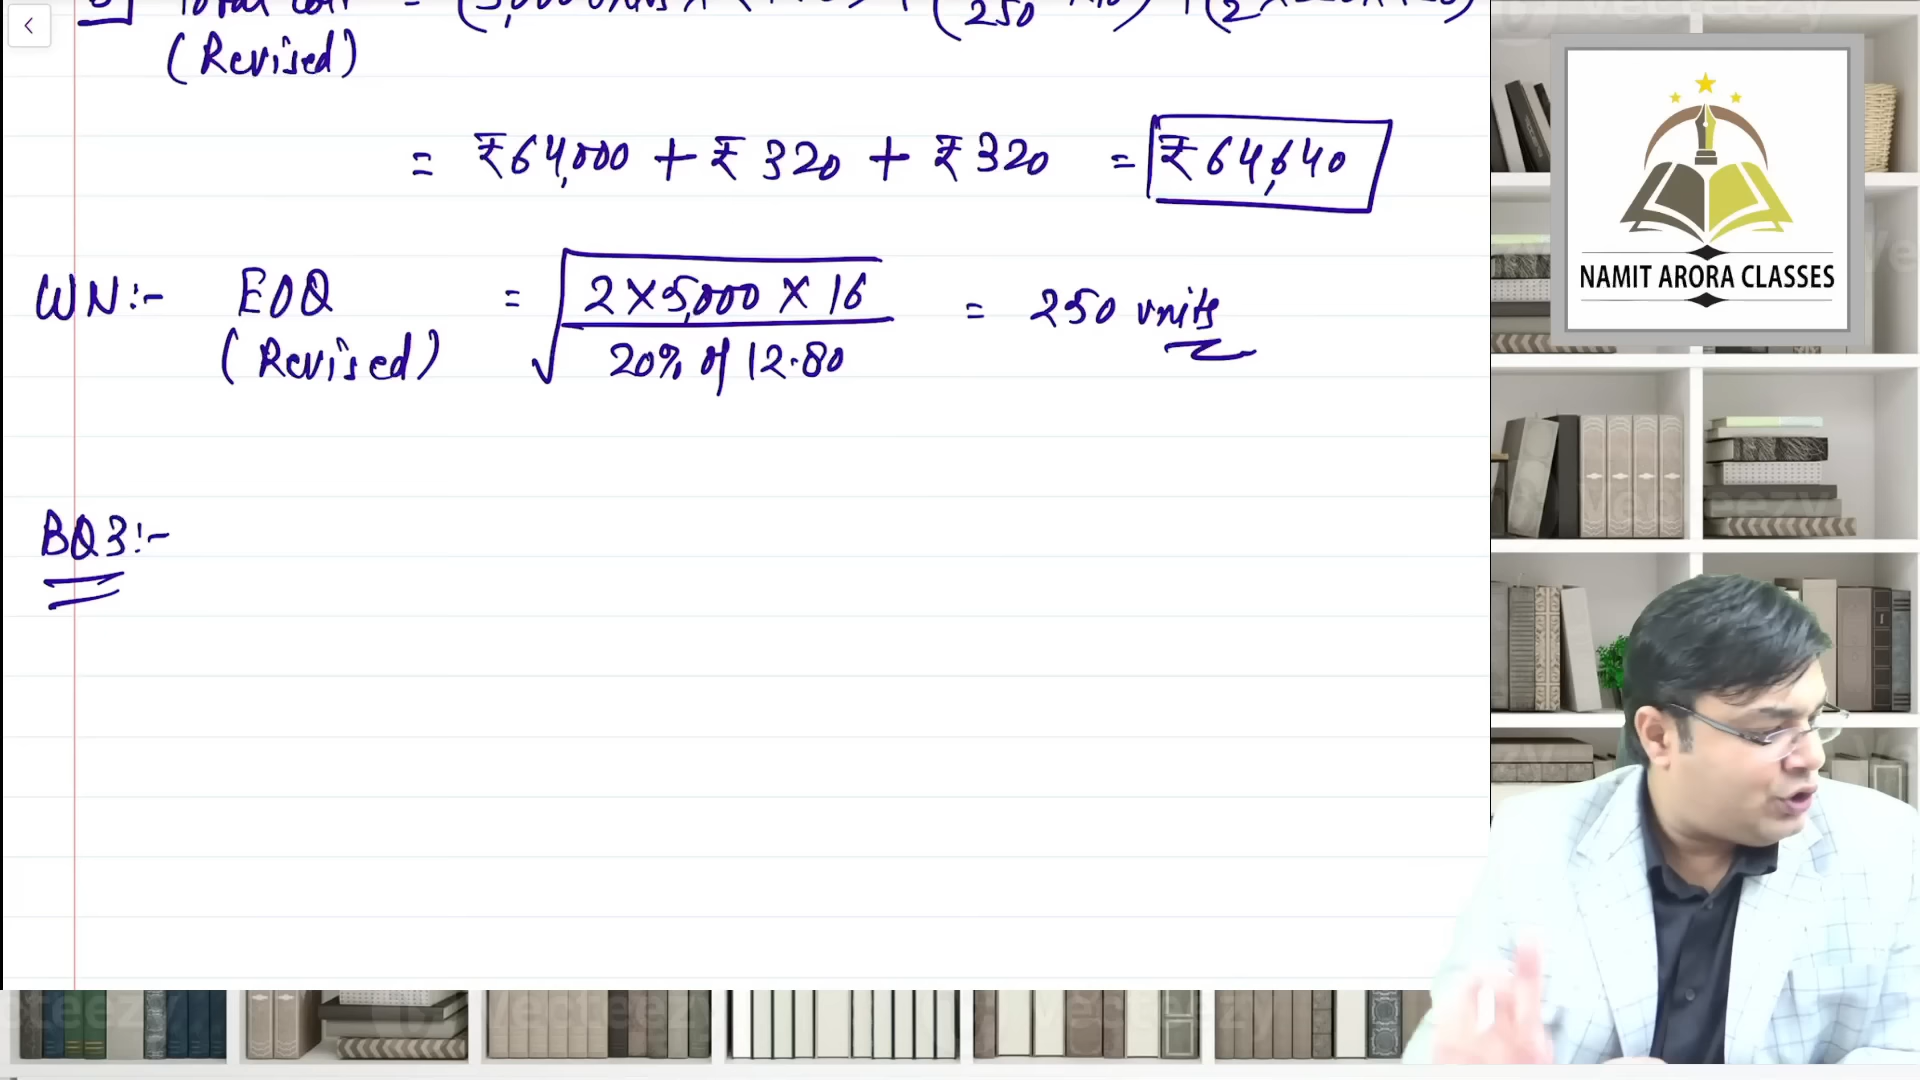 (Revised)
= ₹64,000 + ₹320 + ₹320 = ₹64,640
WN:- EOQ = √ 2×5,000×16 / 20% of 12.80 = 250 units
(Revised)
BQ3:-
NAMIT ARORA CLASSES